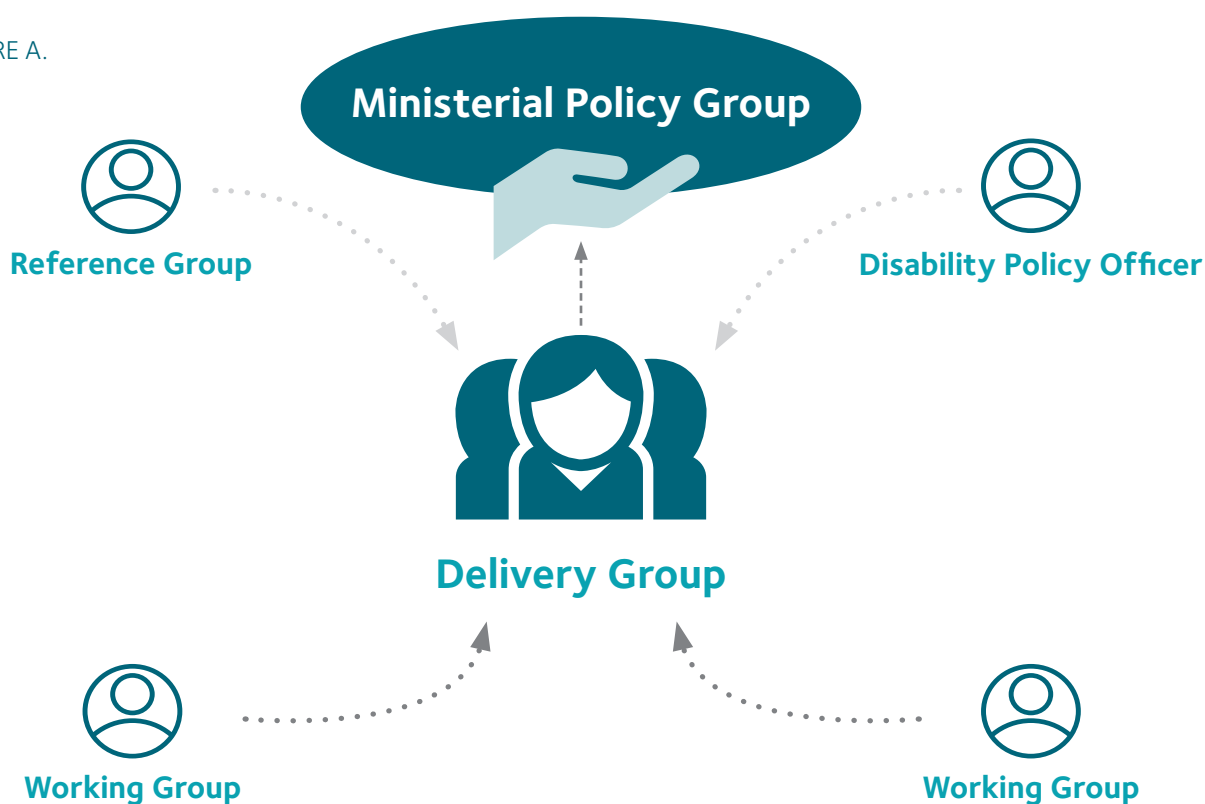 RE A.
Ministerial Policy Group
Reference Group
Disability Policy Officer
Delivery Group
Working Group
Working Group